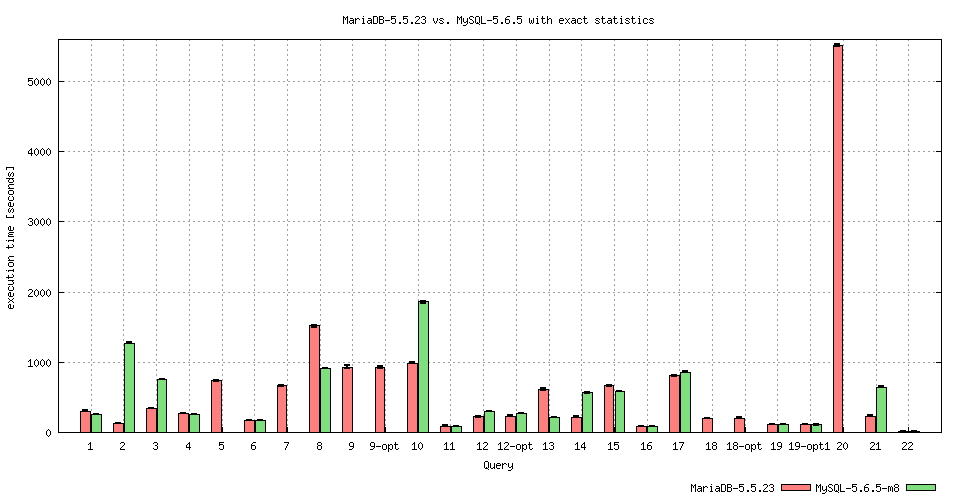 MariaDB-5.5.23 vs. MySQL-5.6.5 with exact statistics
execution time [seconds]
5000
4000
3000
2000
1000
0
1 2 3 4 5 6 7 8 9 9-opt 10 11 12 12-opt 13 14 15 16 17 18 18-opt 19 19-opt1 20 21 22
Query
MariaDB-5.5.23 MySQL-5.6.5-m8